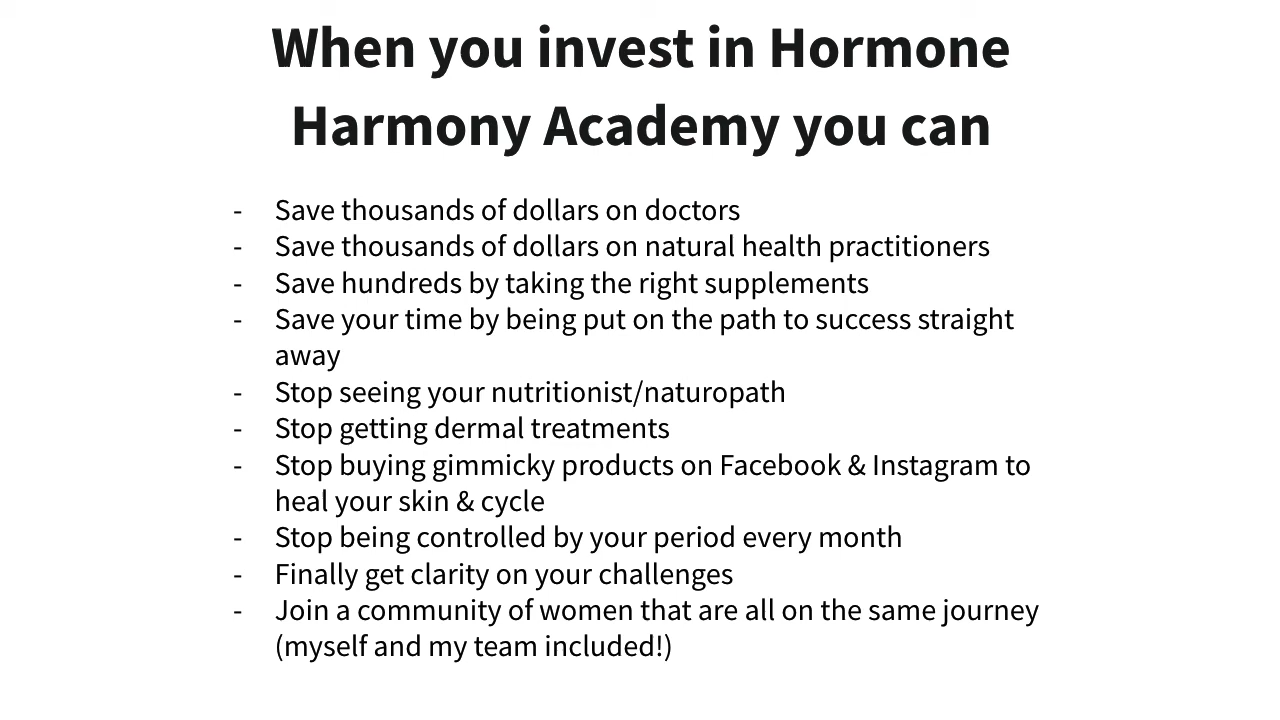 When you invest in Hormone
Harmony Academy you can
- Save thousands of dollars on doctors
- Save thousands of dollars on natural health practitioners
- Save hundreds by taking the right supplements
- Save your time by being put on the path to success straight
away
- Stop seeing your nutritionist/naturopath
- Stop getting dermal treatments
- Stop buying gimmicky products on Facebook & Instagram to
heal your skin & cycle
- Stop being controlled by your period every month
- Finally get clarity on your challenges
- Join a community of women that are all on the same journey
(myself and my team included!)